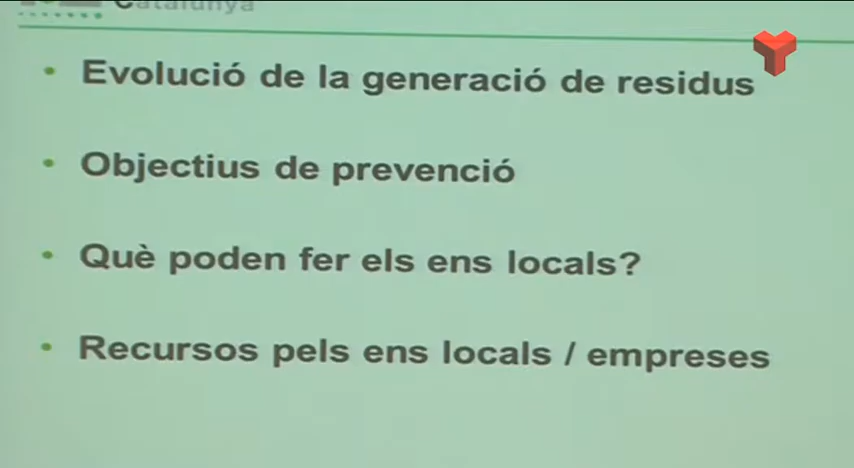 Catalunya
Evolució de la generació de residus
Objectius de prevenció
Què poden fer els ens locals?
Recursos pels ens locals / empreses